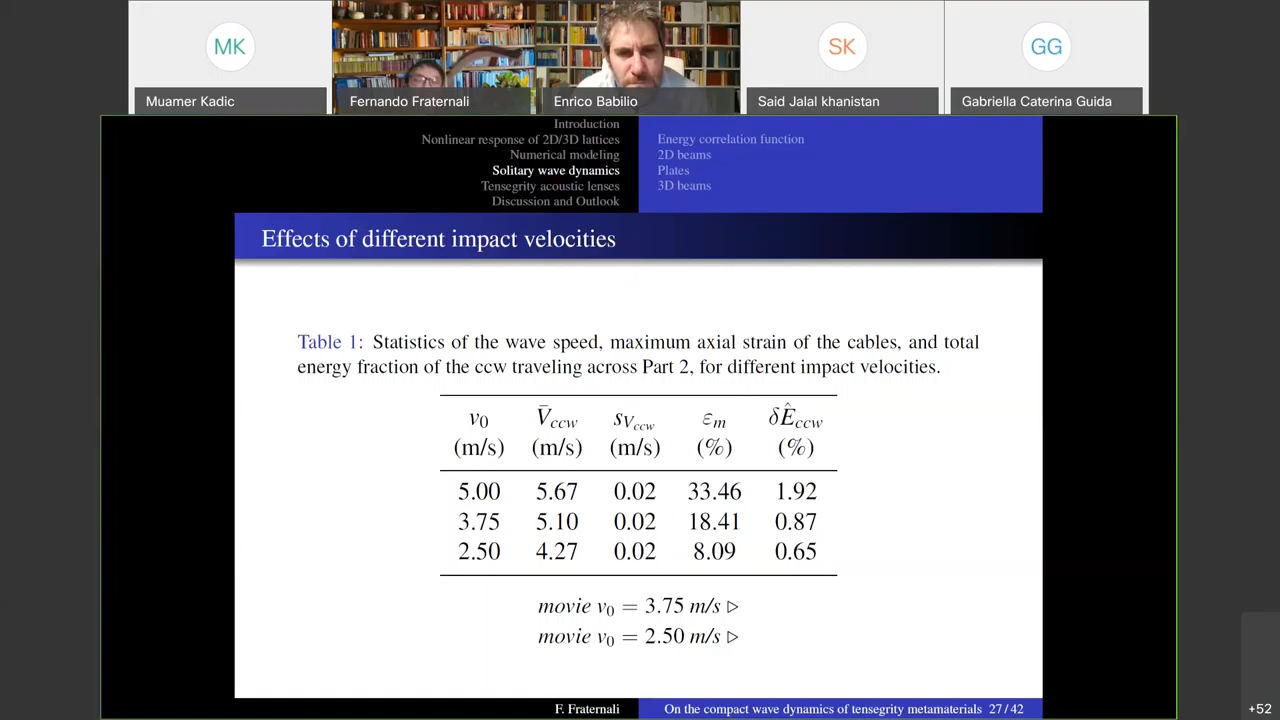 MK
SK
GG
Muamer Kadic
Fernando Fraternali
Enrico Babilio
Said Jalal khanistan
Gabriella Caterina Guida
Introduction
Nonlinear response of 2D/3D lattices
Numerical modeling
Solitary wave dynamics
Tensegrity acoustic lenses
Discussion and Outlook
Energy correlation function
2D beams
Plates
3D beams
Effects of different impact velocities
Table 1: Statistics of the wave speed, maximum axial strain of the cables, and total
energy fraction of the ccw traveling across Part 2, for different impact velocities.
v₀ V̄_ccw s_{V_ccw} ε_m δÊ_ccw
(m/s) (m/s) (m/s) (%) (%)
5.00 5.67 0.02 33.46 1.92
3.75 5.10 0.02 18.41 0.87
2.50 4.27 0.02 8.09 0.65
movie v₀ = 3.75 m/s ▷
movie v₀ = 2.50 m/s ▷
F. Fraternali
On the compact wave dynamics of tensegrity metamaterials 27 / 42
+52